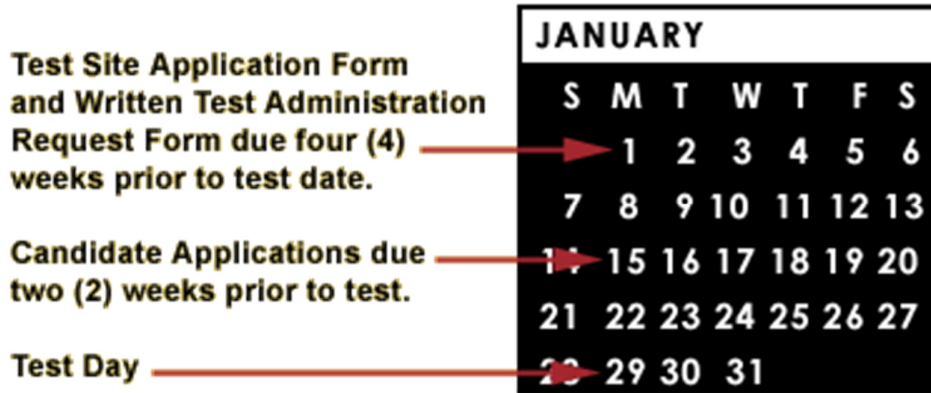 Test Site Application Form
and Written Test Administration
Request Form due four (4)
weeks prior to test date.
Candidate Applications due
two (2) weeks prior to test.
Test Day
JANUARY
S M T W T F S
1 2 3 4 5 6
7 8 9 10 11 12 13
14 15 16 17 18 19 20
21 22 23 24 25 26 27
28 29 30 31